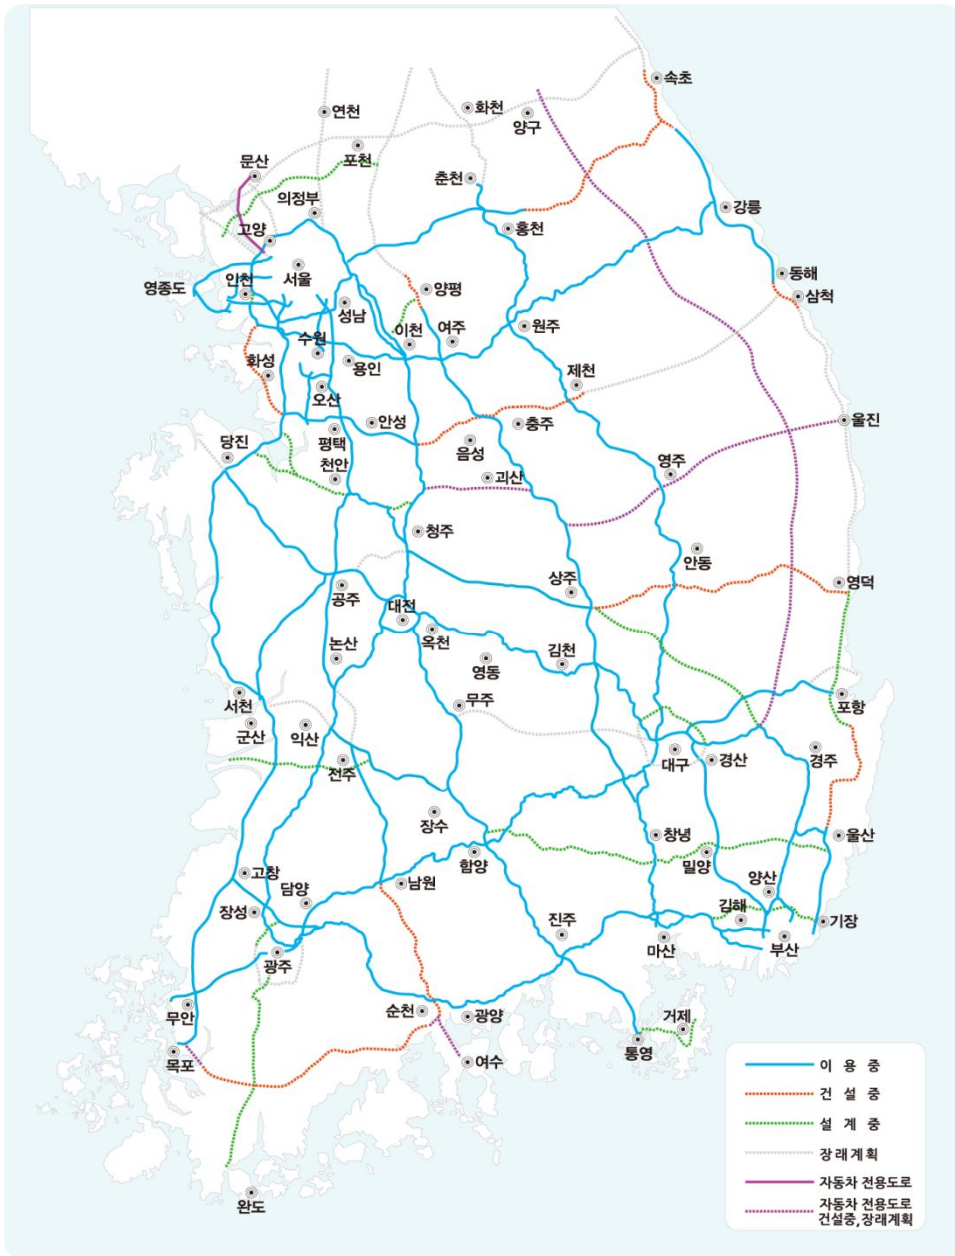 속초
화천
연천
양구
포천
문산
춘천
의정부
강릉
홍천
고양
서울
동해
인천
영종도
양평
삼척
성남
원주
이천
여주
수원
화성
용인
제천
오산
안성
충주
울진
평택
당진
음성
천안
영주
괴산
청주
안동
상주
영덕
공주
대전
옥천
논산
영동
김천
서천
무주
포항
군산
익산
전주
대구
경산
경주
장수
창녕
울산
함양
밀양
고창
담양
남원
양산
장성
김해
기장
진주
마산
부산
광주
무안
순천
광양
거제
목포
여수
통영
완도
이 용 중
건 설 중
설 계 중
장래계획
자동차 전용도로
자동차 전용도로
건설중,장래계획